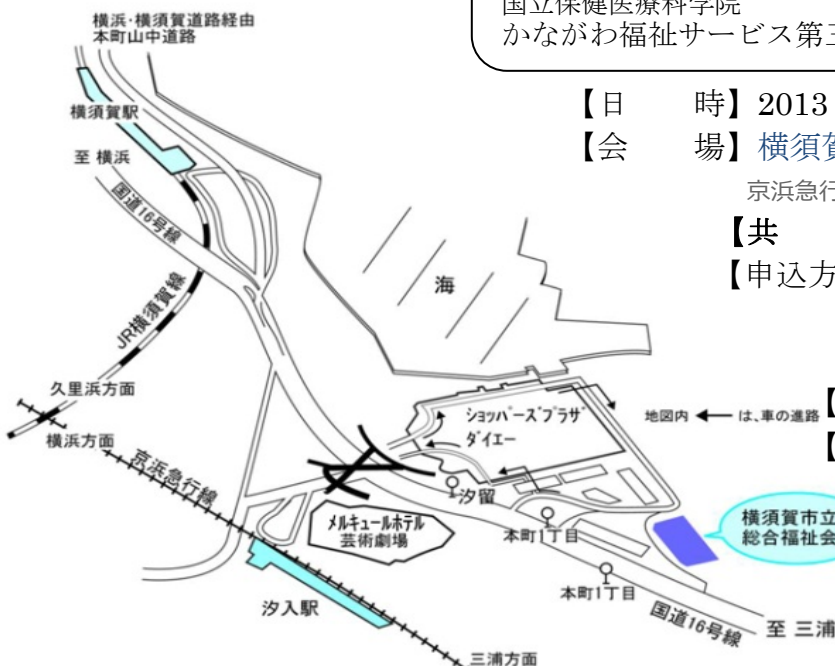 国立保健医療科学院
かながわ福祉サービス第三
【日　　時】2013
【会　　場】横須賀
京浜急行
【共
【申込方
横浜・横須賀道路経由
本町山中道路
横須賀駅
至 横浜
国道16号線
海
JR横須賀線
久里浜方面
横浜方面
京浜急行線
ショッパーズプラザ
ダイエー
地図内 ← は、車の進路
【
【
汐留
メルキュールホテル
芸術劇場
本町1丁目
横須賀市立
総合福祉会
本町1丁目
汐入駅
国道16号線
至 三浦
三浦方面